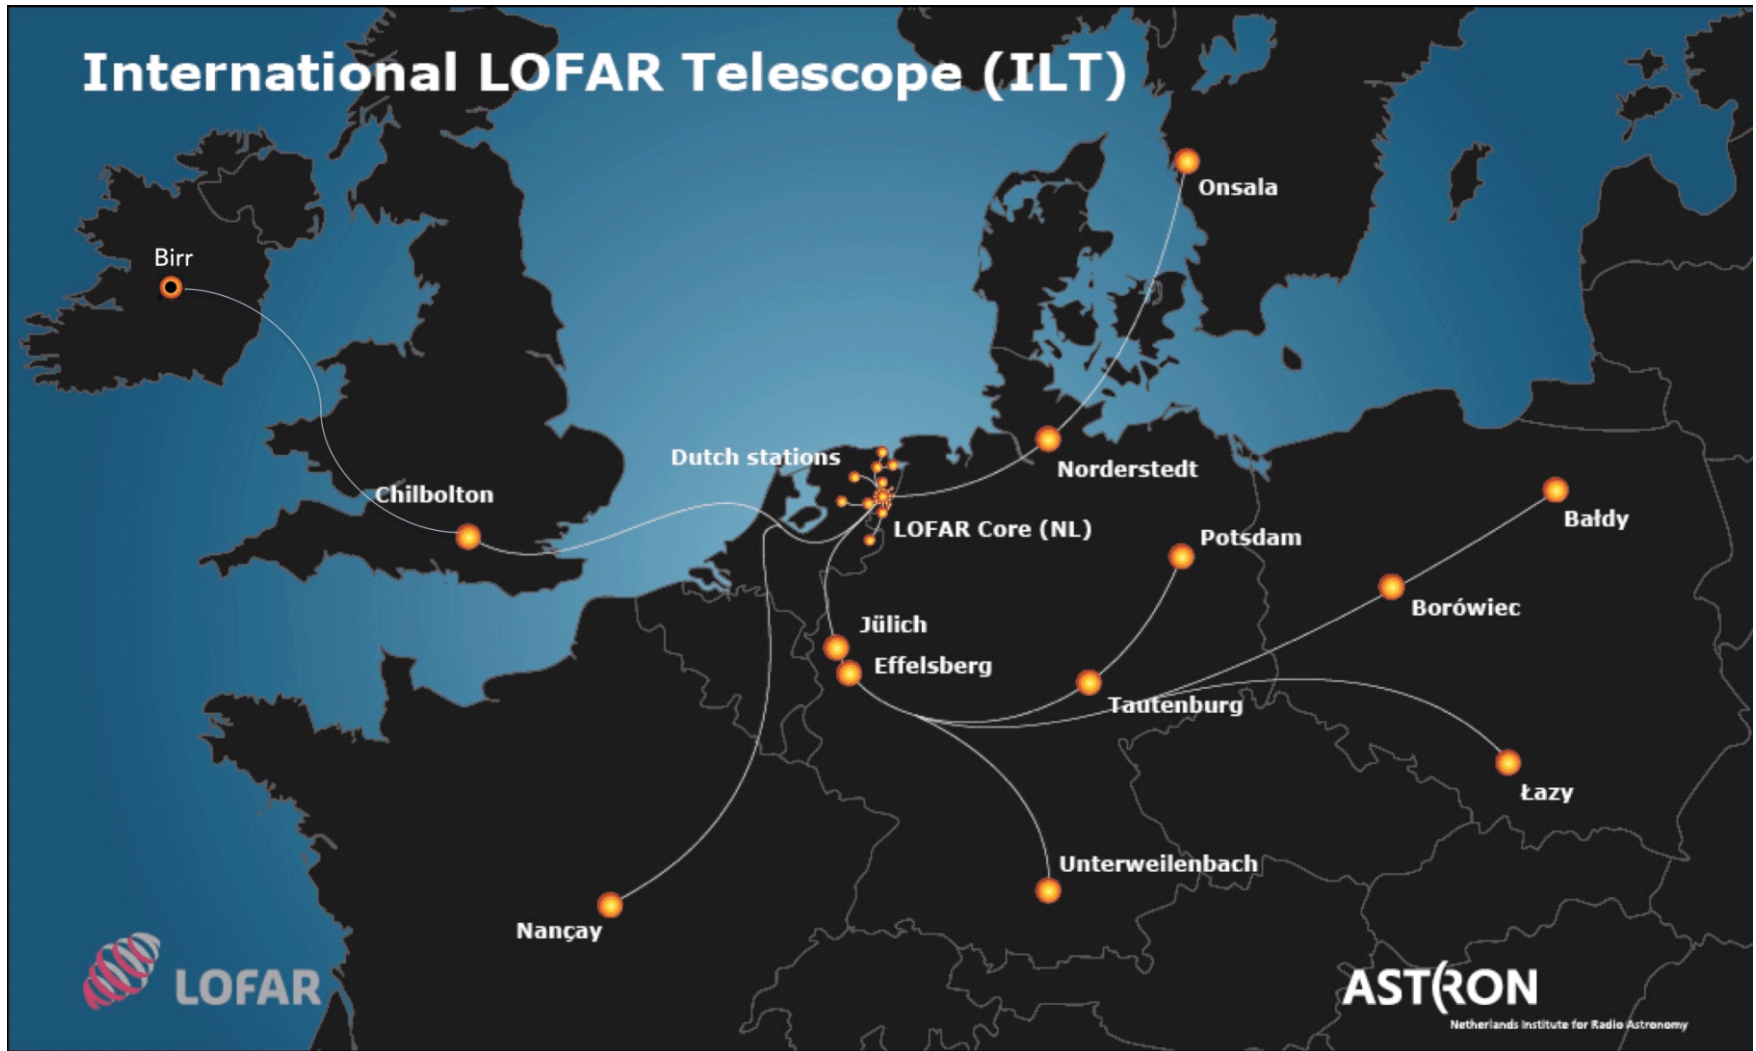 International LOFAR Telescope (ILT)
Onsala
Birr
Dutch stations
Norderstedt
Chilbolton
Bałdy
LOFAR Core (NL)
Potsdam
Borówiec
Jülich
Effelsberg
Tautenburg
Łazy
Unterweilenbach
Nançay
LOFAR
ASTRON
Netherlands Institute for Radio Astronomy